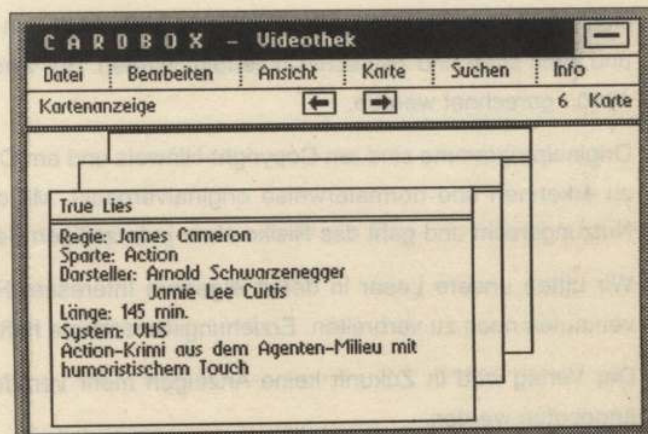 CARDBOX - Videothek
Datei Bearbeiten Ansicht Karte Suchen Info
Kartenanzeige 6 Karte
True Lies
Regie: James Cameron
Sparte: Action
Darsteller: Arnold Schwarzenegger
Jamie Lee Curtis
Länge: 145 min.
System: VHS
Action-Krimi aus dem Agenten-Milieu mit
humoristischem Touch